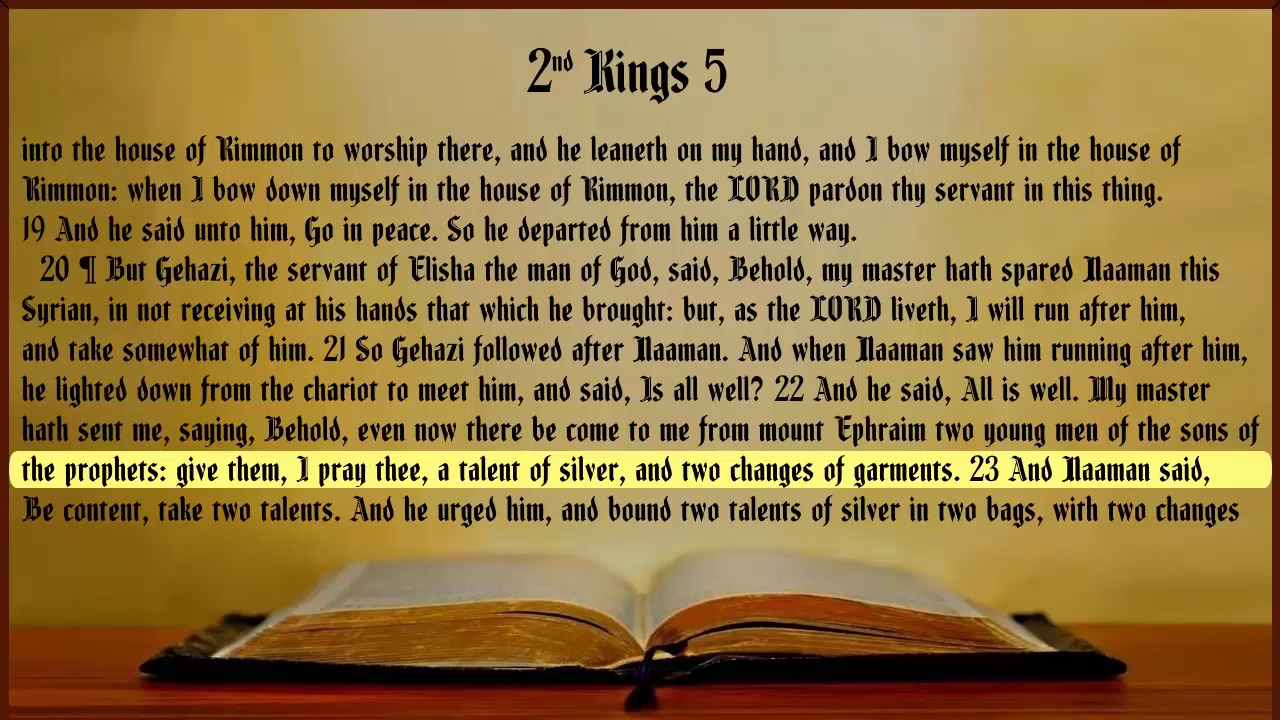 2nd Kings 5
into the house of Rimmon to worship there, and he leaneth on my hand, and I bow myself in the house of
Rimmon: when I bow down myself in the house of Rimmon, the LORD pardon thy servant in this thing.
19 And he said unto him, Go in peace. So he departed from him a little way.
20 ¶ But Gehazi, the servant of Elisha the man of God, said, Behold, my master hath spared Naaman this
Syrian, in not receiving at his hands that which he brought: but, as the LORD liveth, I will run after him,
and take somewhat of him. 21 So Gehazi followed after Naaman. And when Naaman saw him running after him,
he lighted down from the chariot to meet him, and said, Is all well? 22 And he said, All is well. My master
hath sent me, saying, Behold, even now there be come to me from mount Ephraim two young men of the sons of
the prophets: give them, I pray thee, a talent of silver, and two changes of garments. 23 And Naaman said,
Be content, take two talents. And he urged him, and bound two talents of silver in two bags, with two changes